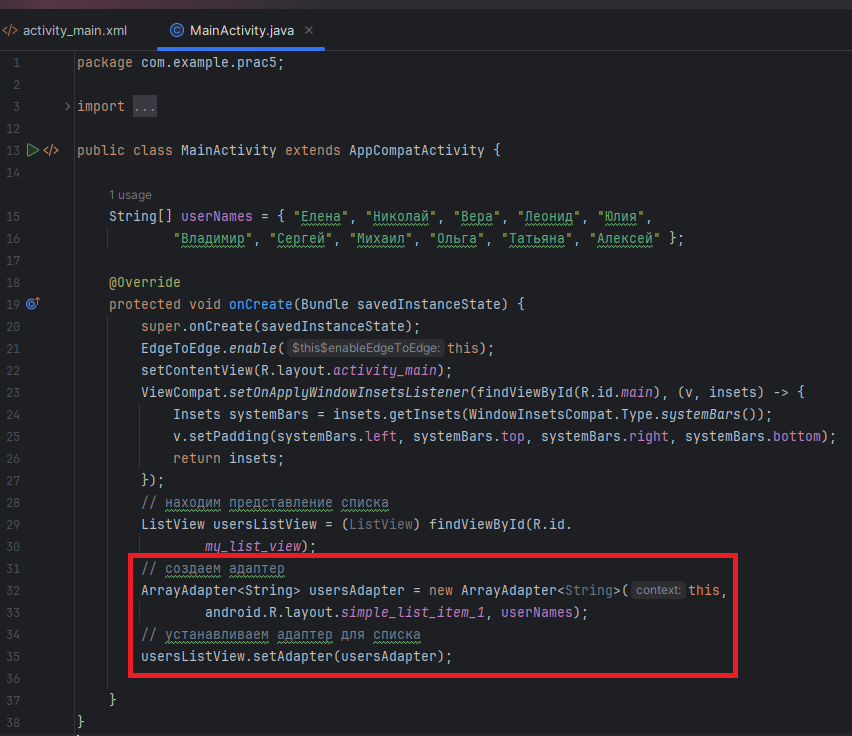 activity_main.xml MainActivity.java
1 package com.example.prac5;
2
3 import ...
12
13 public class MainActivity extends AppCompatActivity {
14
1 usage
15 String[] userNames = { "Елена", "Николай", "Вера", "Леонид", "Юлия",
16 "Владимир", "Сергей", "Михаил", "Ольга", "Татьяна", "Алексей" };
17
18 @Override
19 protected void onCreate(Bundle savedInstanceState) {
20 super.onCreate(savedInstanceState);
21 EdgeToEdge.enable( $this$enableEdgeToEdge: this);
22 setContentView(R.layout.activity_main);
23 ViewCompat.setOnApplyWindowInsetsListener(findViewById(R.id.main), (v, insets) -> {
24 Insets systemBars = insets.getInsets(WindowInsetsCompat.Type.systemBars());
25 v.setPadding(systemBars.left, systemBars.top, systemBars.right, systemBars.bottom);
26 return insets;
27 });
28 // находим представление списка
29 ListView usersListView = (ListView) findViewById(R.id.
30 my_list_view);
31 // создаем адаптер
32 ArrayAdapter<String> usersAdapter = new ArrayAdapter<String>( context: this,
33 android.R.layout.simple_list_item_1, userNames);
34 // устанавливаем адаптер для списка
35 usersListView.setAdapter(usersAdapter);
36
37 }
38 }